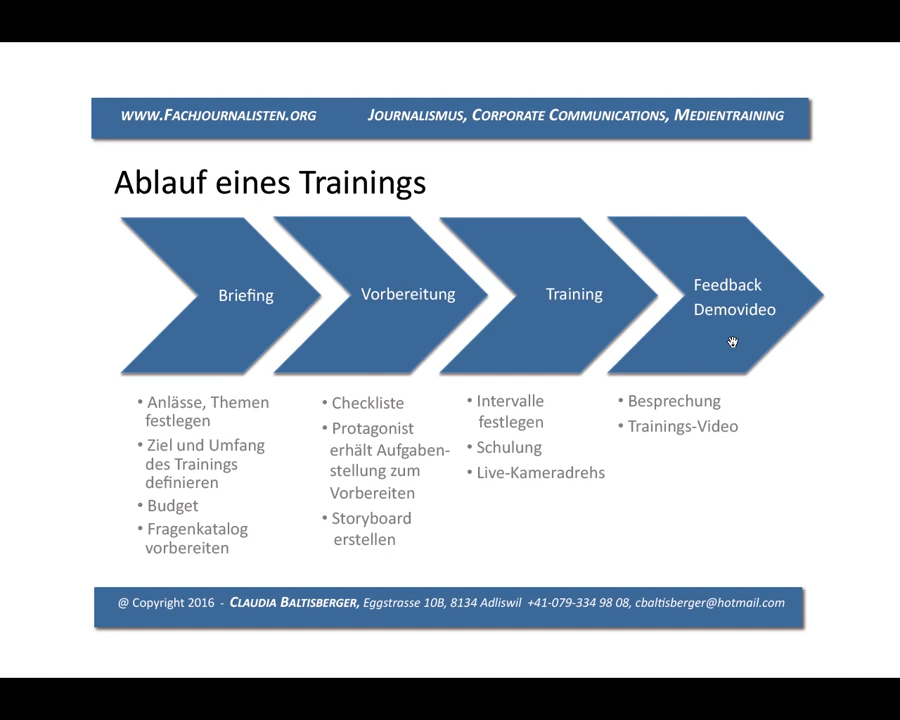 www.Fachjournalisten.org Journalismus, Corporate Communications, Medientraining
Ablauf eines Trainings
Briefing
Vorbereitung
Training
Feedback
Demovideo
• Anlässe, Themen
festlegen
• Ziel und Umfang
des Trainings
definieren
• Budget
• Fragenkatalog
vorbereiten
• Checkliste
• Protagonist
erhält Aufgaben-
stellung zum
Vorbereiten
• Storyboard
erstellen
• Intervalle
festlegen
• Schulung
• Live-Kameradrehs
• Besprechung
• Trainings-Video
@ Copyright 2016 - Claudia Baltisberger, Eggstrasse 10B, 8134 Adliswil +41-079-334 98 08, cbaltisberger@hotmail.com